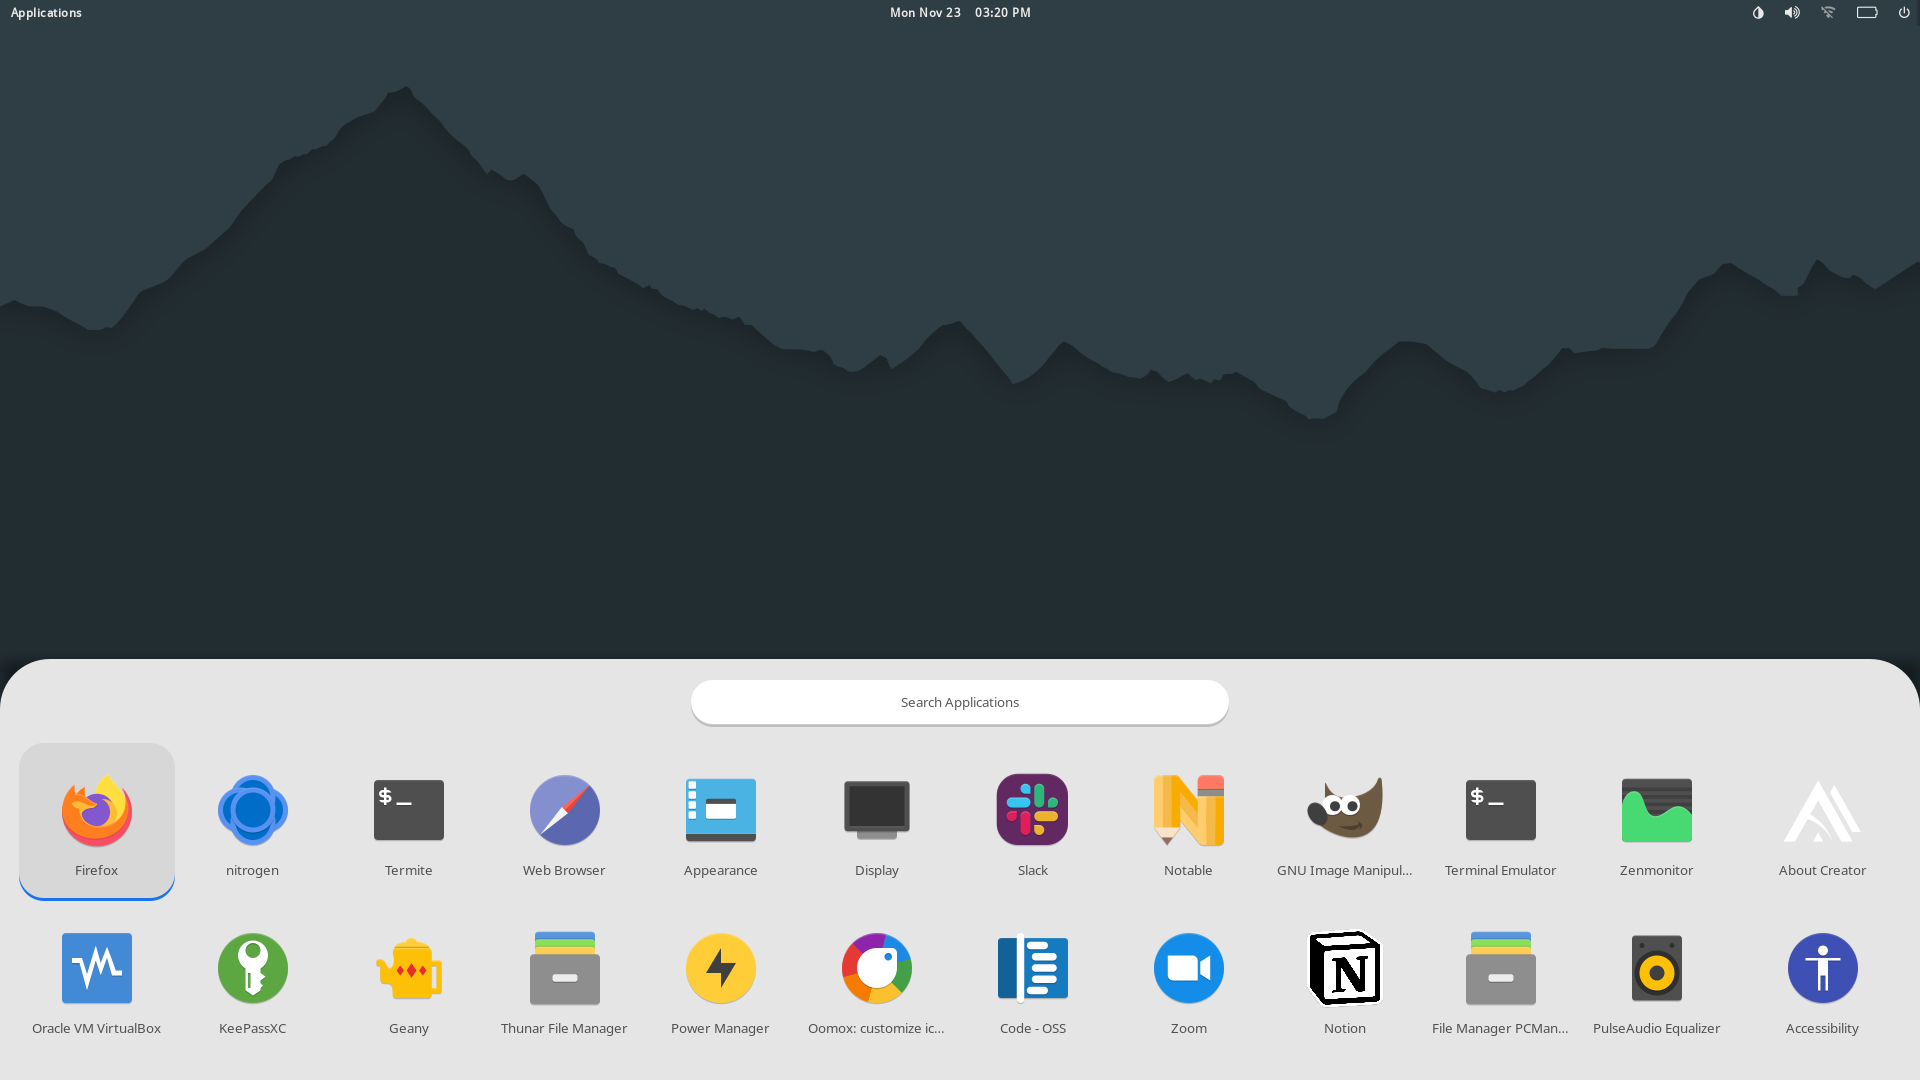 Applications
Mon Nov 23 03:20 PM
Search Applications
$ _
$ _
Firefox
nitrogen
Termite
Web Browser
Appearance
Display
Slack
Notable
GNU Image Manipul...
Terminal Emulator
Zenmonitor
About Creator
N
Oracle VM VirtualBox
KeePassXC
Geany
Thunar File Manager
Power Manager
Oomox: customize ic...
Code - OSS
Zoom
Notion
File Manager PCMan...
PulseAudio Equalizer
Accessibility